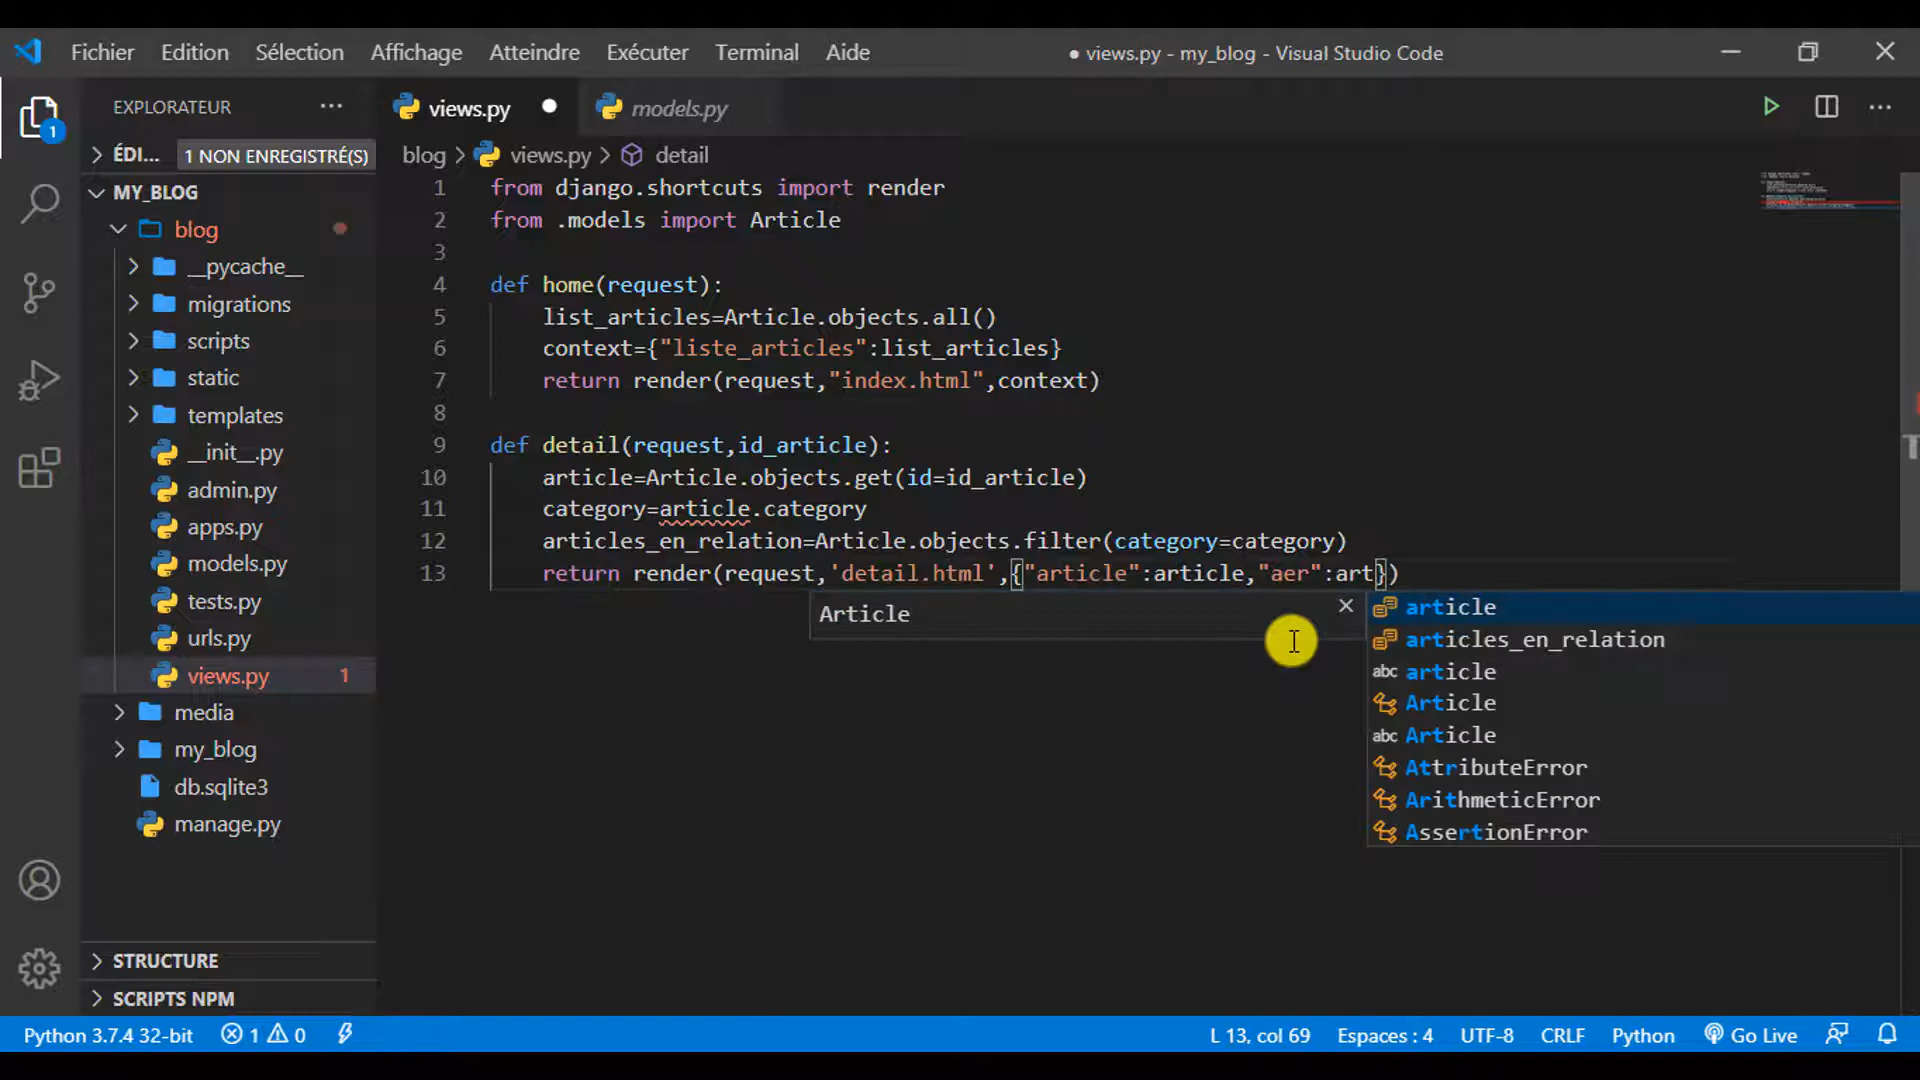 Fichier Edition Sélection Affichage Atteindre Exécuter Terminal Aide ● views.py - my_blog - Visual Studio Code
EXPLORATEUR
ÉDI... 1 NON ENREGISTRÉ(S)
MY_BLOG
blog
__pycache__
migrations
scripts
static
templates
__init__.py
admin.py
apps.py
models.py
tests.py
urls.py
views.py 1
media
my_blog
db.sqlite3
manage.py
STRUCTURE
SCRIPTS NPM
1
views.py models.py
blog > views.py > detail
1 from django.shortcuts import render
2 from .models import Article
3
4 def home(request):
5 list_articles=Article.objects.all()
6 context={"liste_articles":list_articles}
7 return render(request,"index.html",context)
8
9 def detail(request,id_article):
10 article=Article.objects.get(id=id_article)
11 category=article.category
12 articles_en_relation=Article.objects.filter(category=category)
13 return render(request,'detail.html',{"article":article,"aer":art})
Article
article
articles_en_relation
abc article
Article
abc Article
AttributeError
ArithmeticError
AssertionError
Python 3.7.4 32-bit 1 0 L 13, col 69 Espaces : 4 UTF-8 CRLF Python Go Live